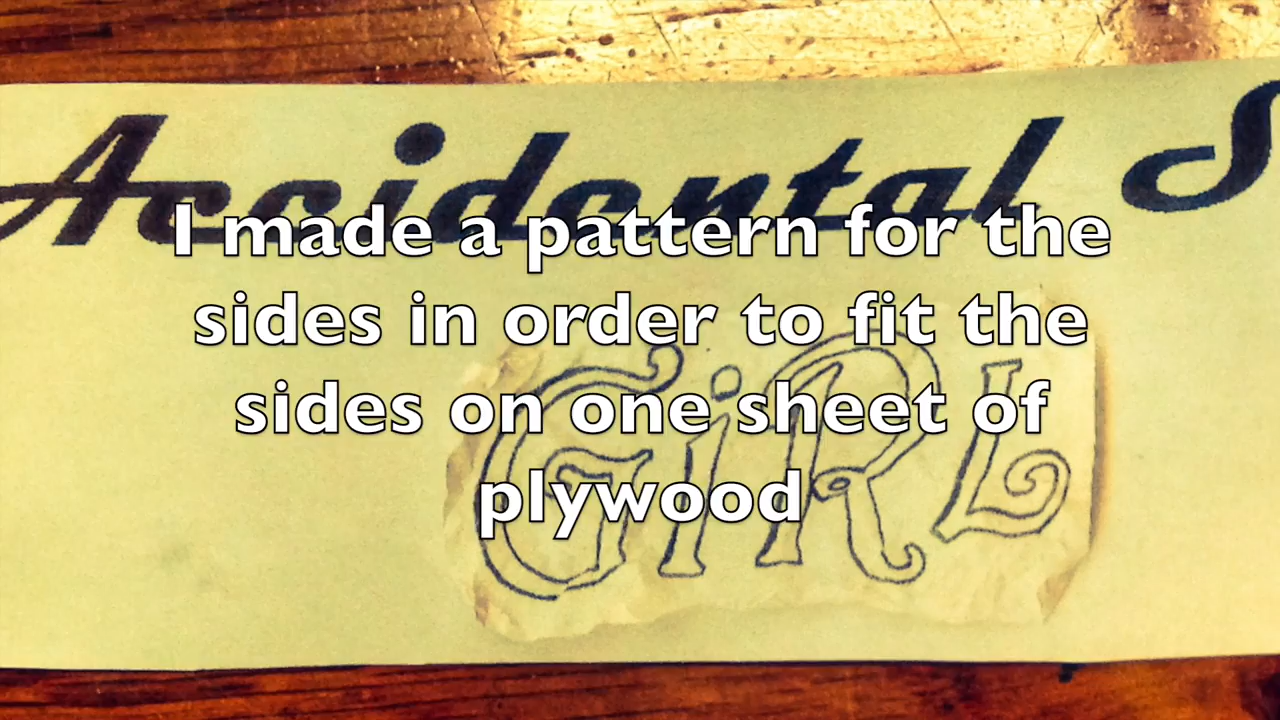 Accidental S
I made a pattern for the
sides in order to fit the
sides on one sheet of
plywood
GiRL